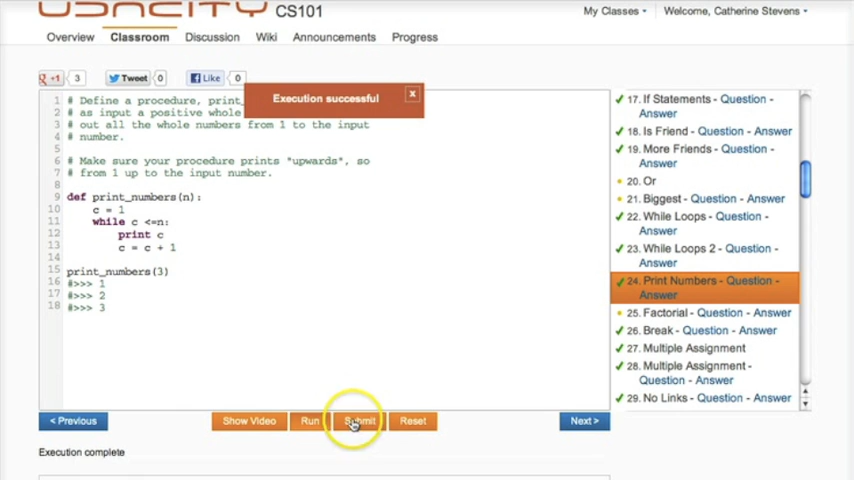 UDACITY CS101
My Classes Welcome, Catherine Stevens
Overview Classroom Discussion Wiki Announcements Progress
+1 3 Tweet 0 Like 0
Execution successful x
1 # Define a procedure, print_
2 # as input a positive whole
3 # out all the whole numbers from 1 to the input
4 # number.
5
6 # Make sure your procedure prints "upwards", so
7 # from 1 up to the input number.
8
9 def print_numbers(n):
10 c = 1
11 while c <=n:
12 print c
13 c = c + 1
14
15 print_numbers(3)
16 #>>> 1
17 #>>> 2
18 #>>> 3
17. If Statements - Question -
Answer
18. Is Friend - Question - Answer
19. More Friends - Question -
Answer
20. Or
21. Biggest - Question - Answer
22. While Loops - Question -
Answer
23. While Loops 2 - Question -
Answer
24. Print Numbers - Question -
Answer
25. Factorial - Question - Answer
26. Break - Question - Answer
27. Multiple Assignment
28. Multiple Assignment -
Question - Answer
29. No Links - Question - Answer
< Previous Show Video Run Submit Reset Next >
Execution complete